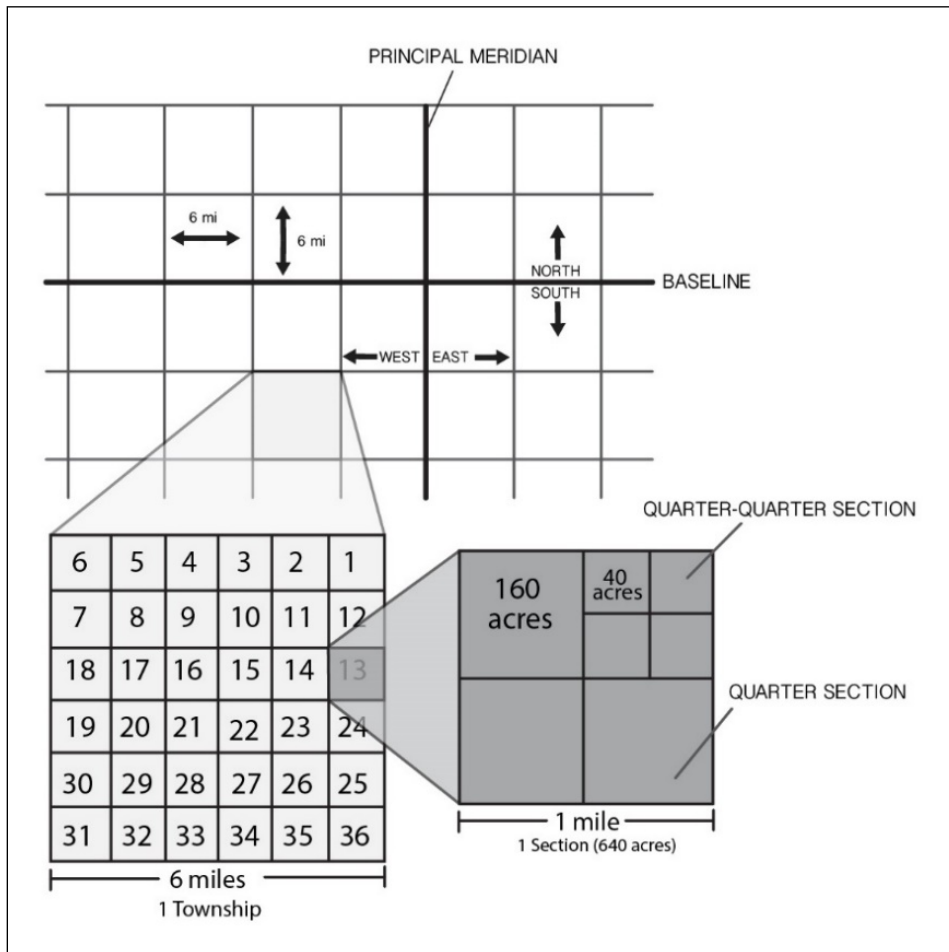 PRINCIPAL MERIDIAN
6 mi
6 mi
NORTH
SOUTH
BASELINE
WEST EAST
QUARTER-QUARTER SECTION
6 5 4 3 2 1
7 8 9 10 11 12
18 17 16 15 14 13
19 20 21 22 23 24
30 29 28 27 26 25
31 32 33 34 35 36
6 miles
1 Township
160
acres
40
acres
QUARTER SECTION
1 mile
1 Section (640 acres)